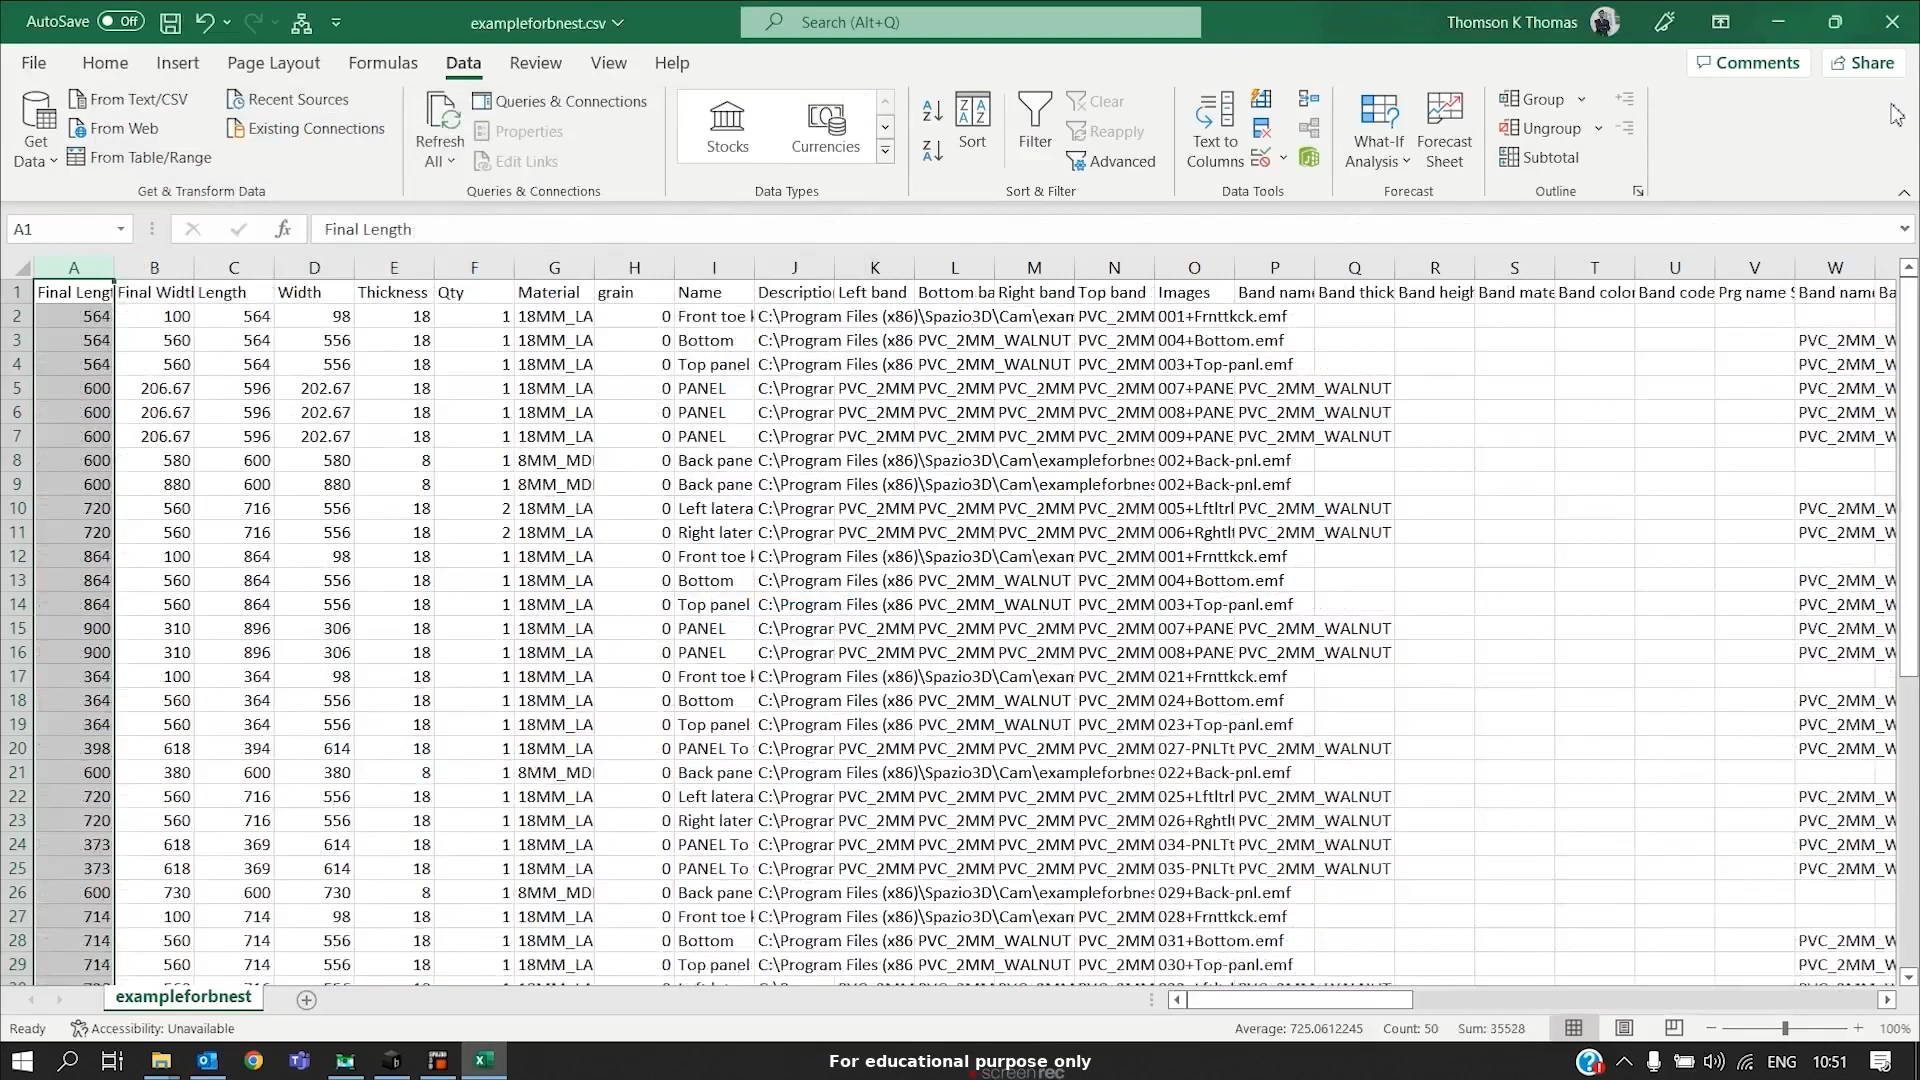 AutoSave Off exampleforbnest.csv Search (Alt+Q) Thomson K Thomas
File Home Insert Page Layout Formulas Data Review View Help Comments Share
Get Data From Text/CSV From Web From Table/Range Recent Sources Existing Connections
Refresh All Queries & Connections Properties Edit Links
Stocks Currencies
Sort Filter Clear Reapply Advanced
Text to Columns What-If Analysis Forecast Sheet
Group Ungroup Subtotal
Get & Transform Data Queries & Connections Data Types Sort & Filter Data Tools Forecast Outline
A1 fx Final Length
A B C D E F G H I J K L M N O P Q R S T U V W
1 Final Lengt Final Widtl Length Width Thickness Qty Material grain Name Descriptio Left band Bottom ba Right band Top band Images Band name Band thick Band heigh Band mate Band color Band code Prg name S Band name Ba
2 564 100 564 98 18 1 18MM_LA 0 Front toe k C:\Program Files (x86)\Spazio3D\Cam\exam PVC_2MM 001+Frnttkck.emf
3 564 560 564 556 18 1 18MM_LA 0 Bottom C:\Program Files (x86 PVC_2MM_WALNUT PVC_2MM 004+Bottom.emf PVC_2MM_W
4 564 560 564 556 18 1 18MM_LA 0 Top panel C:\Program Files (x86 PVC_2MM_WALNUT PVC_2MM 003+Top-panl.emf PVC_2MM_W
5 600 206.67 596 202.67 18 1 18MM_LA 0 PANEL C:\Prograr PVC_2MM PVC_2MM PVC_2MM PVC_2MM 007+PANE PVC_2MM_WALNUT PVC_2MM_W
6 600 206.67 596 202.67 18 1 18MM_LA 0 PANEL C:\Prograr PVC_2MM PVC_2MM PVC_2MM PVC_2MM 008+PANE PVC_2MM_WALNUT PVC_2MM_W
7 600 206.67 596 202.67 18 1 18MM_LA 0 PANEL C:\Prograr PVC_2MM PVC_2MM PVC_2MM PVC_2MM 009+PANE PVC_2MM_WALNUT PVC_2MM_W
8 600 580 600 580 8 1 8MM_MDI 0 Back pane C:\Program Files (x86)\Spazio3D\Cam\exampleforbnes 002+Back-pnl.emf
9 600 880 600 880 8 1 8MM_MDI 0 Back pane C:\Program Files (x86)\Spazio3D\Cam\exampleforbnes 002+Back-pnl.emf
10 720 560 716 556 18 2 18MM_LA 0 Left latera C:\Prograr PVC_2MM PVC_2MM PVC_2MM PVC_2MM 005+Lftltrl PVC_2MM_WALNUT PVC_2MM_W
11 720 560 716 556 18 2 18MM_LA 0 Right later C:\Prograr PVC_2MM PVC_2MM PVC_2MM PVC_2MM 006+Rghtlt PVC_2MM_WALNUT PVC_2MM_W
12 864 100 864 98 18 1 18MM_LA 0 Front toe k C:\Program Files (x86)\Spazio3D\Cam\exam PVC_2MM 001+Frnttkck.emf
13 864 560 864 556 18 1 18MM_LA 0 Bottom C:\Program Files (x86 PVC_2MM_WALNUT PVC_2MM 004+Bottom.emf PVC_2MM_W
14 864 560 864 556 18 1 18MM_LA 0 Top panel C:\Program Files (x86 PVC_2MM_WALNUT PVC_2MM 003+Top-panl.emf PVC_2MM_W
15 900 310 896 306 18 1 18MM_LA 0 PANEL C:\Prograr PVC_2MM PVC_2MM PVC_2MM PVC_2MM 007+PANE PVC_2MM_WALNUT PVC_2MM_W
16 900 310 896 306 18 1 18MM_LA 0 PANEL C:\Prograr PVC_2MM PVC_2MM PVC_2MM PVC_2MM 008+PANE PVC_2MM_WALNUT PVC_2MM_W
17 364 100 364 98 18 1 18MM_LA 0 Front toe k C:\Program Files (x86)\Spazio3D\Cam\exam PVC_2MM 021+Frnttkck.emf
18 364 560 364 556 18 1 18MM_LA 0 Bottom C:\Program Files (x86 PVC_2MM_WALNUT PVC_2MM 024+Bottom.emf PVC_2MM_W
19 364 560 364 556 18 1 18MM_LA 0 Top panel C:\Program Files (x86 PVC_2MM_WALNUT PVC_2MM 023+Top-panl.emf PVC_2MM_W
20 398 618 394 614 18 1 18MM_LA 0 PANEL To C:\Prograr PVC_2MM PVC_2MM PVC_2MM PVC_2MM 027-PNLTt PVC_2MM_WALNUT PVC_2MM_W
21 600 380 600 380 8 1 8MM_MDI 0 Back pane C:\Program Files (x86)\Spazio3D\Cam\exampleforbnes 022+Back-pnl.emf
22 720 560 716 556 18 1 18MM_LA 0 Left latera C:\Prograr PVC_2MM PVC_2MM PVC_2MM PVC_2MM 025+Lftltrl PVC_2MM_WALNUT PVC_2MM_W
23 720 560 716 556 18 1 18MM_LA 0 Right later C:\Prograr PVC_2MM PVC_2MM PVC_2MM PVC_2MM 026+Rghtlt PVC_2MM_WALNUT PVC_2MM_W
24 373 618 369 614 18 1 18MM_LA 0 PANEL To C:\Prograr PVC_2MM PVC_2MM PVC_2MM PVC_2MM 034-PNLTt PVC_2MM_WALNUT PVC_2MM_W
25 373 618 369 614 18 1 18MM_LA 0 PANEL To C:\Prograr PVC_2MM PVC_2MM PVC_2MM PVC_2MM 035-PNLTt PVC_2MM_WALNUT PVC_2MM_W
26 600 730 600 730 8 1 8MM_MDI 0 Back pane C:\Program Files (x86)\Spazio3D\Cam\exampleforbnes 029+Back-pnl.emf
27 714 100 714 98 18 1 18MM_LA 0 Front toe k C:\Program Files (x86)\Spazio3D\Cam\exam PVC_2MM 028+Frnttkck.emf
28 714 560 714 556 18 1 18MM_LA 0 Bottom C:\Program Files (x86 PVC_2MM_WALNUT PVC_2MM 031+Bottom.emf PVC_2MM_W
29 714 560 714 556 18 1 18MM_LA 0 Top panel C:\Program Files (x86 PVC_2MM_WALNUT PVC_2MM 030+Top-panl.emf PVC_2MM_W
exampleforbnest
Ready Accessibility: Unavailable Average: 725.0612245 Count: 50 Sum: 35528 100%
For educational purpose only ENG 10:51
screenrec